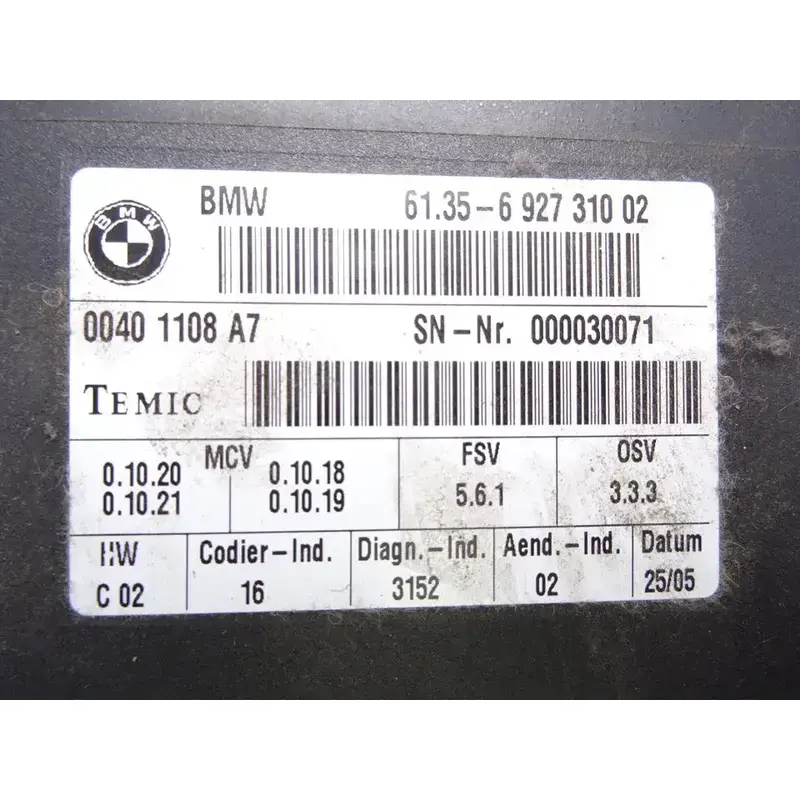 BMW
BMW 61.35-6 927 310 02
0040 1108 A7 SN-Nr. 000030071
TEMIC
MCV FSV OSV
0.10.20 0.10.18 5.6.1 3.3.3
0.10.21 0.10.19
HW Codier-Ind. Diagn.-Ind. Aend.-Ind. Datum
C 02 16 3152 02 25/05